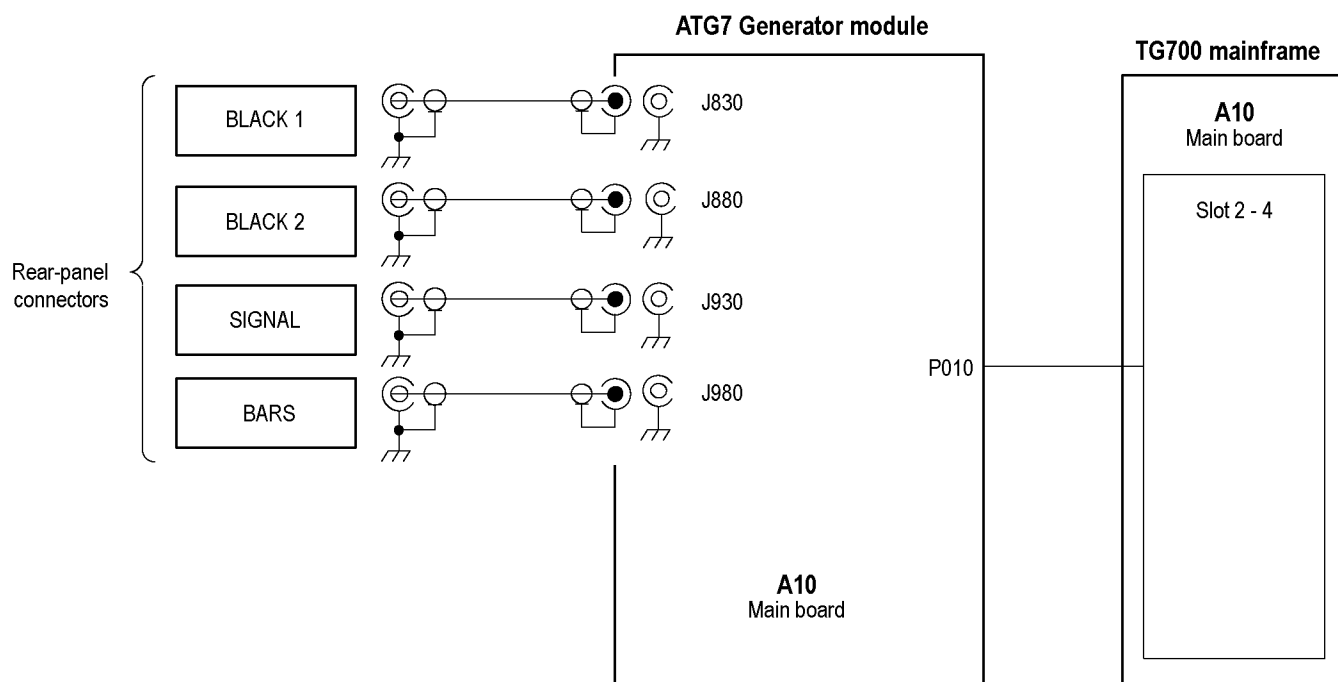 ATG7 Generator module
TG700 mainframe
BLACK 1
J830
A10
Main board
BLACK 2
J880
Slot 2 - 4
Rear-panel
connectors
SIGNAL
J930
P010
BARS
J980
A10
Main board